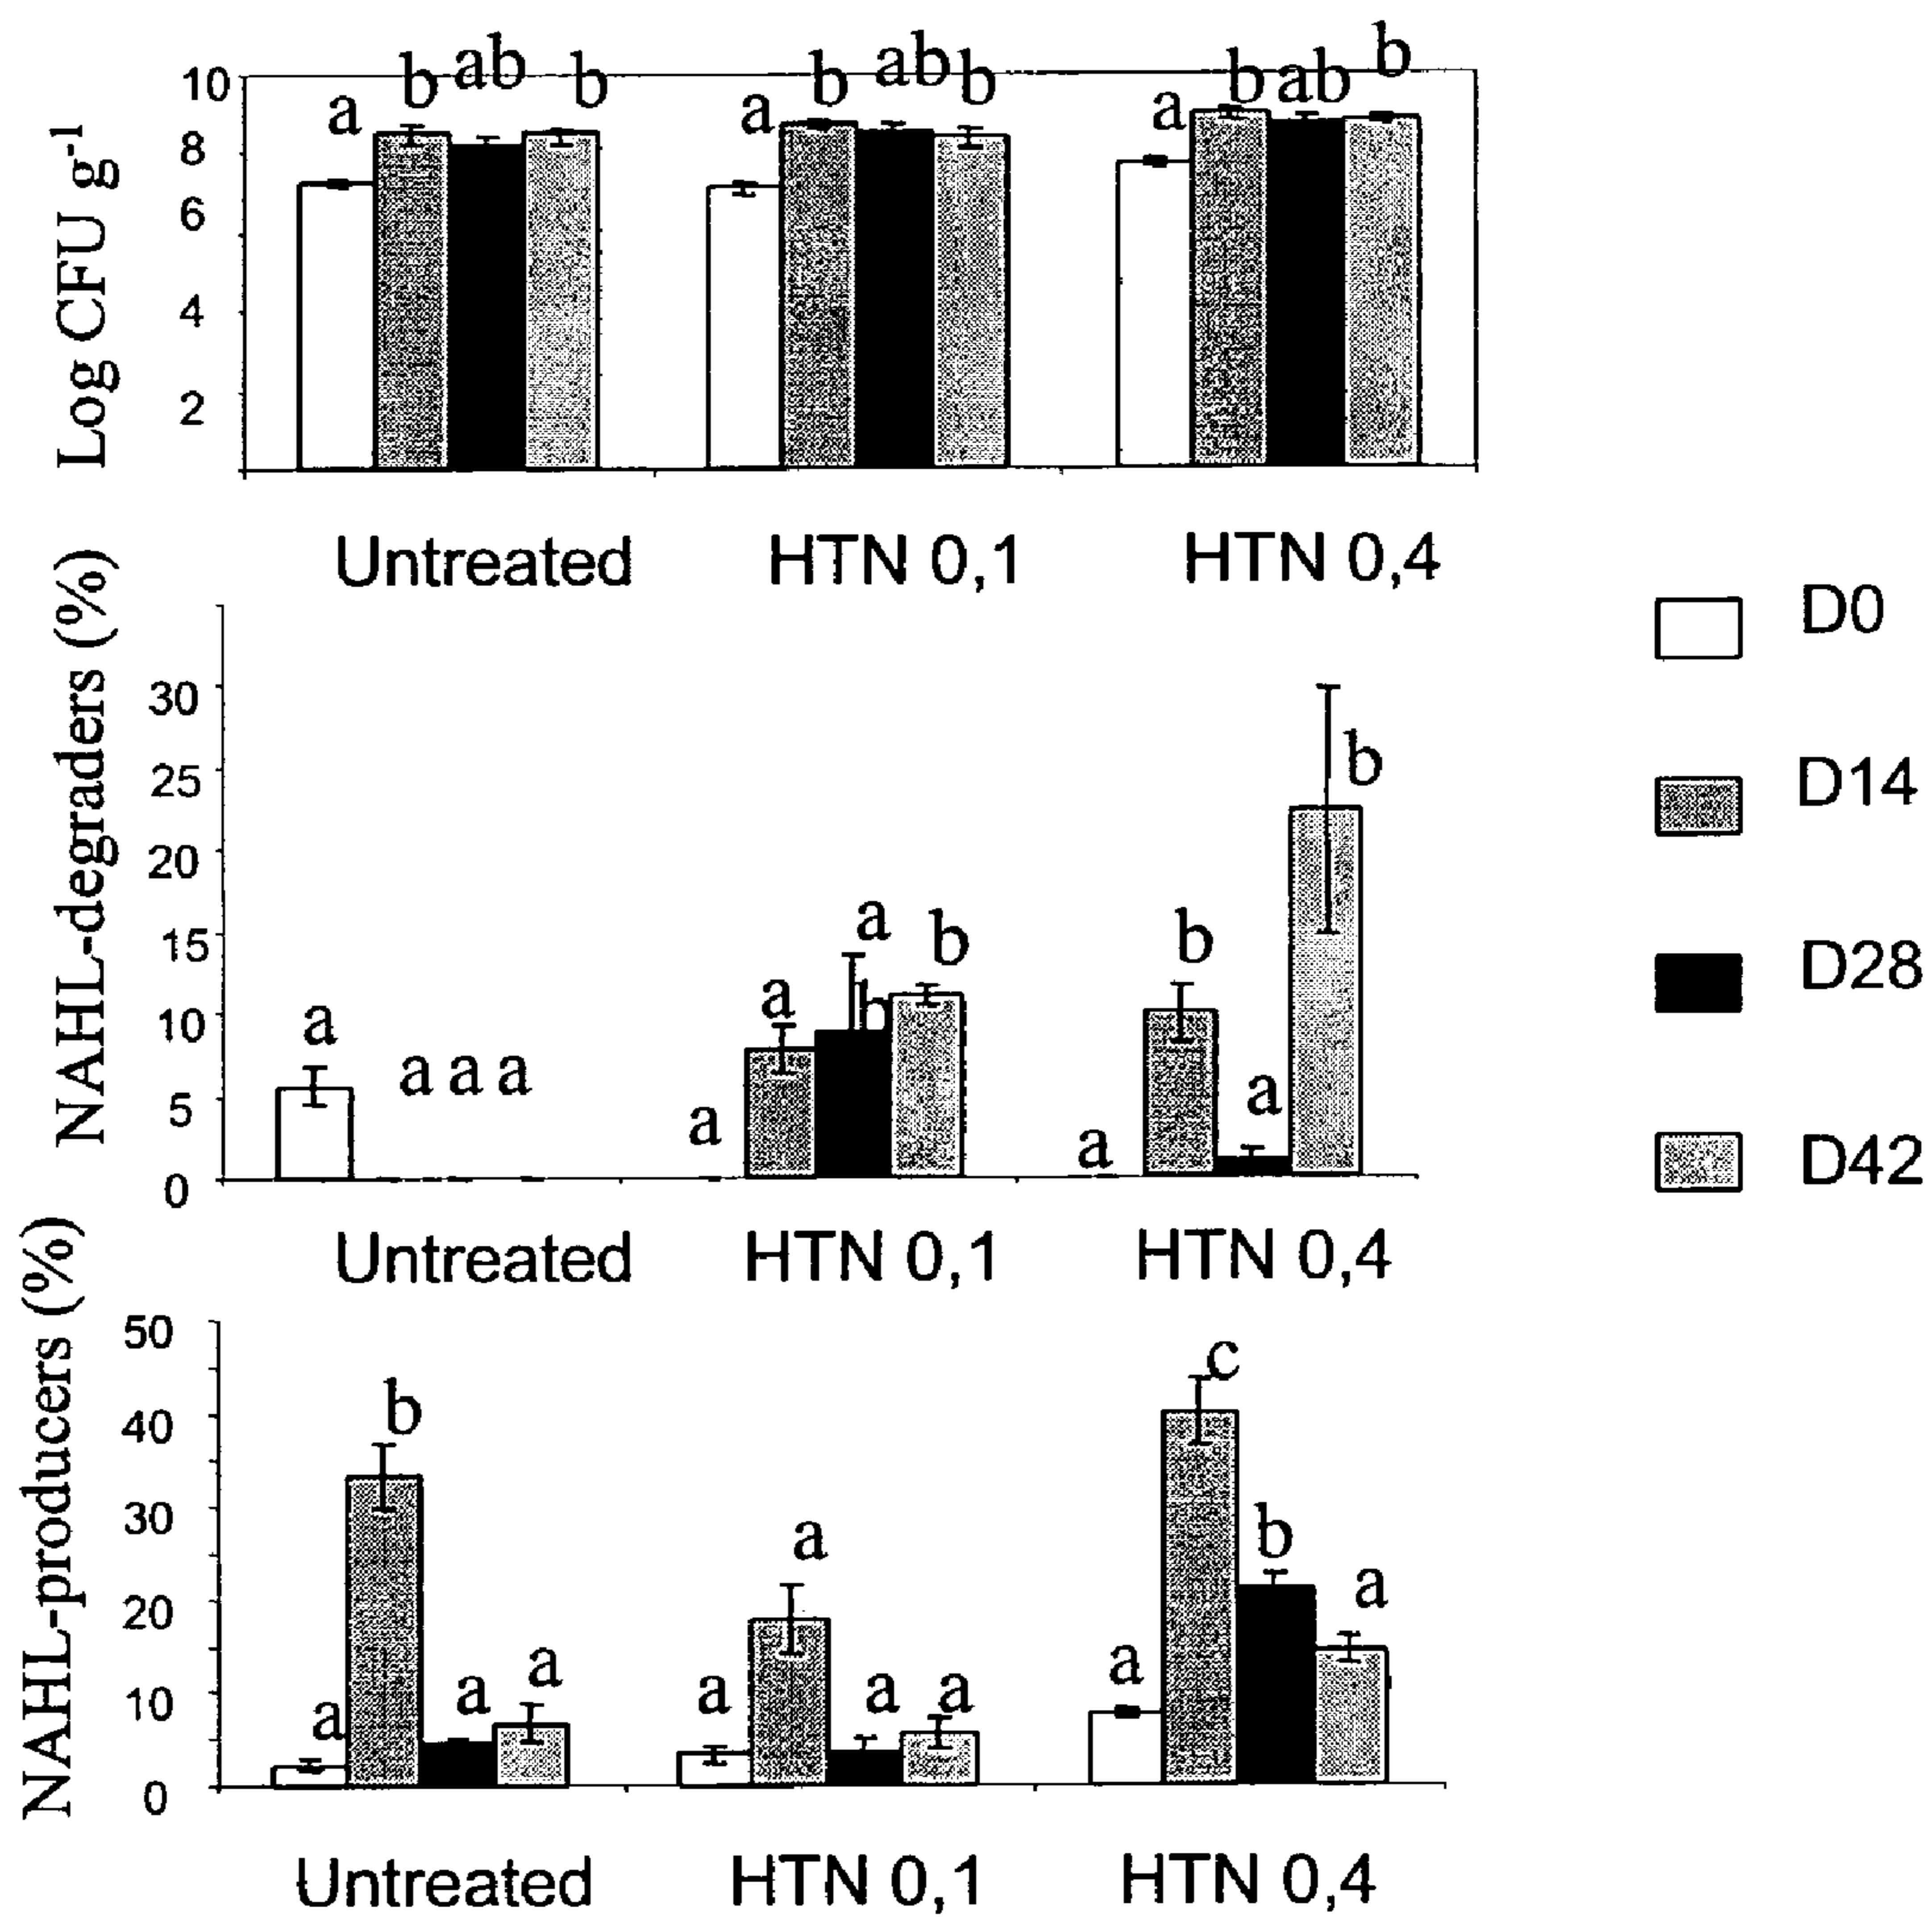 Log CFU g-1
10
8
6
4
2
a b ab b
a b ab b
a b ab b
Untreated HTN 0,1 HTN 0,4
NAHL-degraders (%)
30
25
20
15
10
5
0
a a a a
a a a b b
a b a b
Untreated HTN 0,1 HTN 0,4
NAHL-producers (%)
50
40
30
20
10
0
a b a a
a a a a
a c b a
Untreated HTN 0,1 HTN 0,4
D0
D14
D28
D42